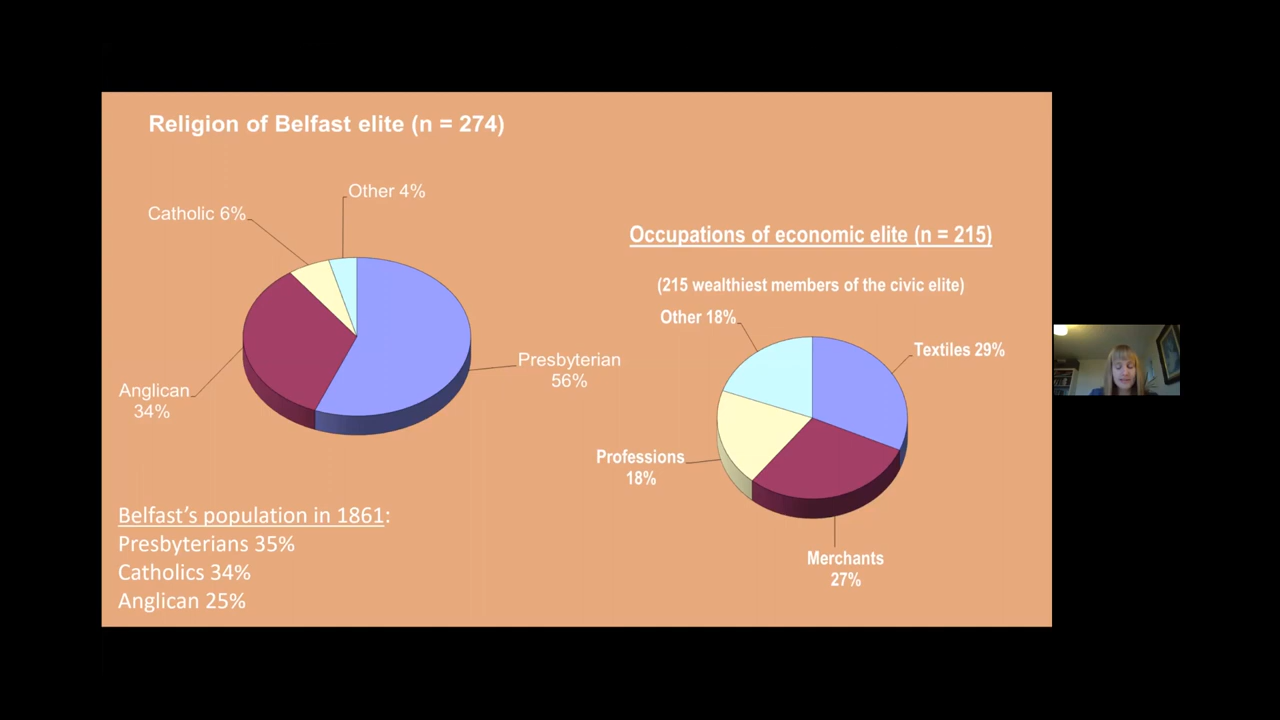 Religion of Belfast elite (n = 274)
Other 4%
Catholic 6%
Presbyterian
56%
Anglican
34%
Belfast’s population in 1861:
Presbyterians 35%
Catholics 34%
Anglican 25%
Occupations of economic elite (n = 215)
(215 wealthiest members of the civic elite)
Other 18%
Textiles 29%
Professions
18%
Merchants
27%